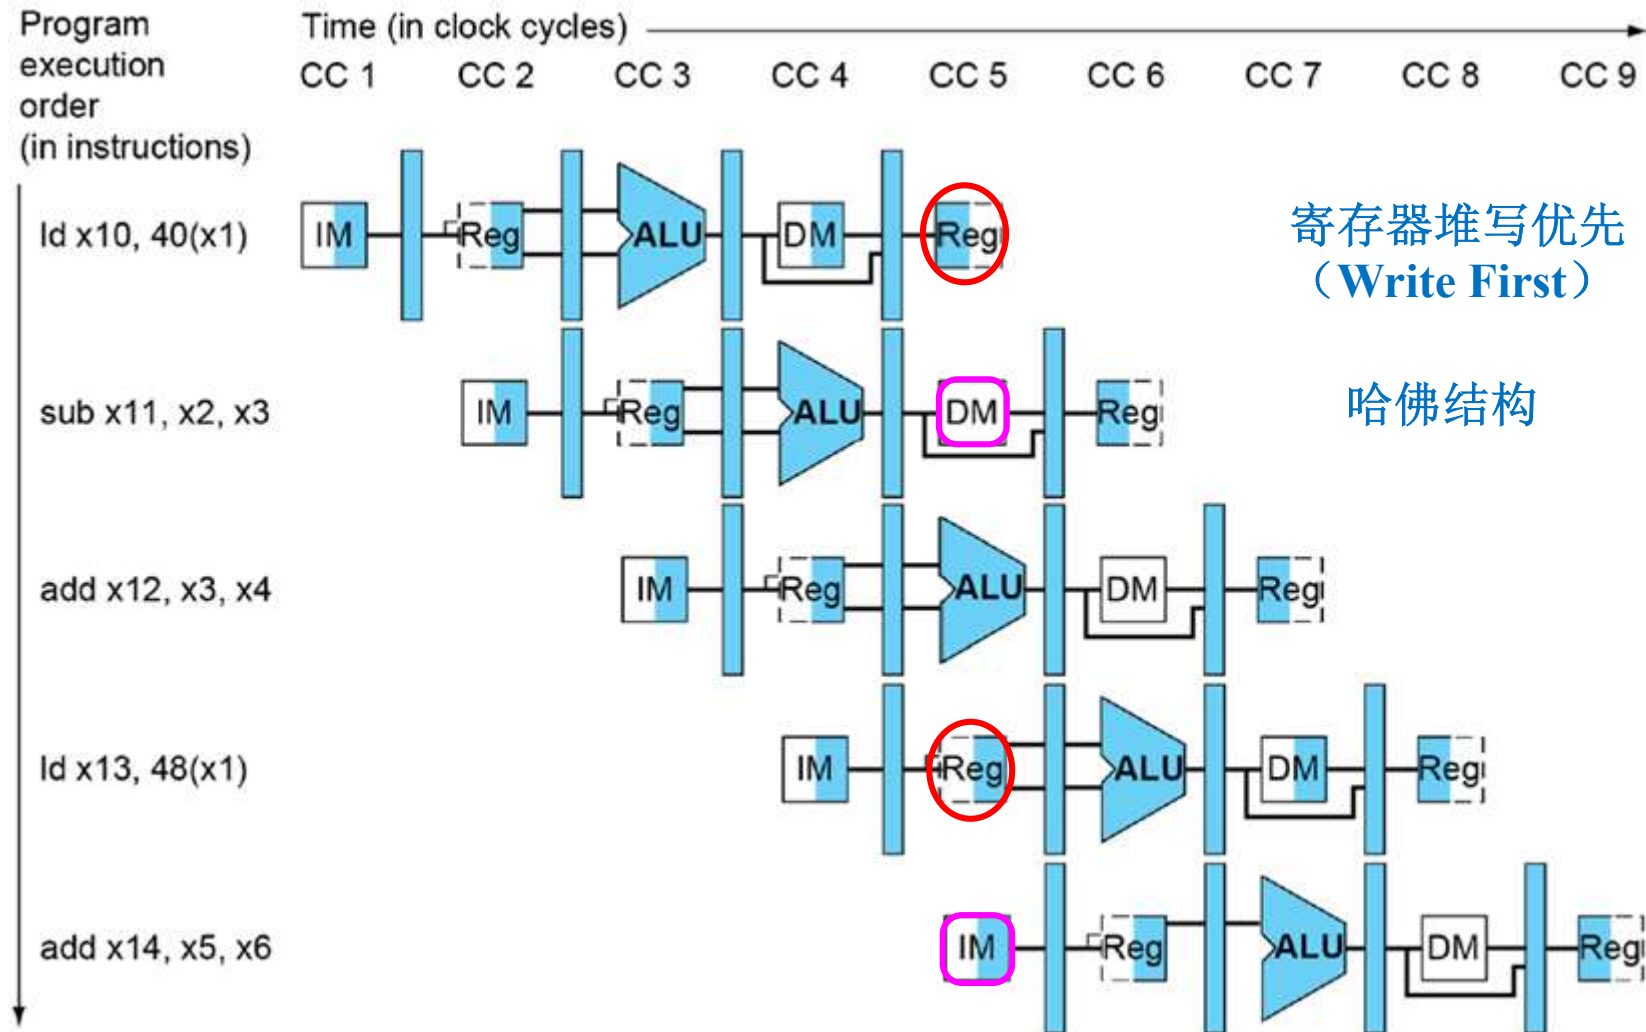 Program
execution
order
(in instructions)
Time (in clock cycles)
CC 1 CC 2 CC 3 CC 4 CC 5 CC 6 CC 7 CC 8 CC 9
ld x10, 40(x1)
IM Reg ALU DM Reg
寄存器堆写优先
（Write First）
sub x11, x2, x3
IM Reg ALU DM Reg
哈佛结构
add x12, x3, x4
IM Reg ALU DM Reg
ld x13, 48(x1)
IM Reg ALU DM Reg
add x14, x5, x6
IM Reg ALU DM Reg